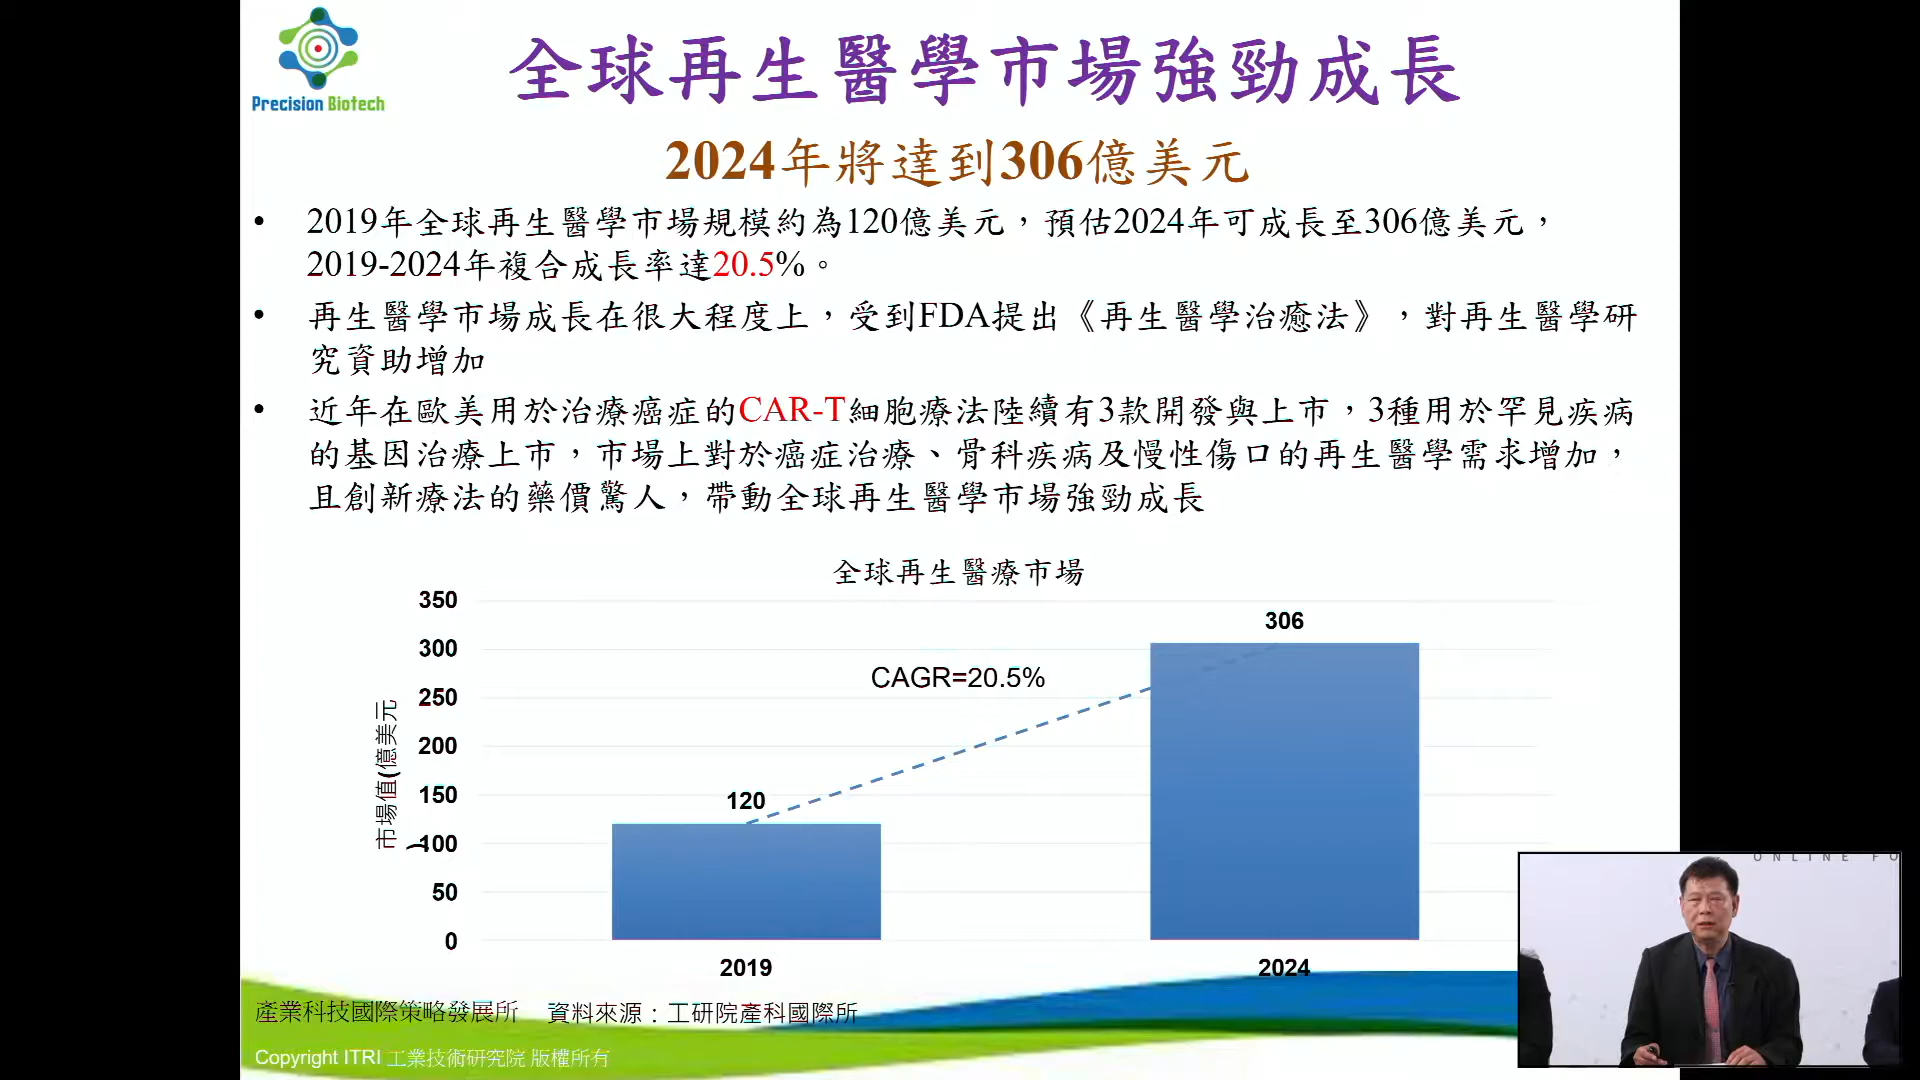 Precision Biotech
全球再生醫學市場強勁成長
2024年將達到306億美元
• 2019年全球再生醫學市場規模約為120億美元，預估2024年可成長至306億美元，
2019-2024年複合成長率達20.5%。
• 再生醫學市場成長在很大程度上，受到FDA提出《再生醫學治癒法》，對再生醫學研
究資助增加
• 近年在歐美用於治療癌症的CAR-T細胞療法陸續有3款開發與上市，3種用於罕見疾病
的基因治療上市，市場上對於癌症治療、骨科疾病及慢性傷口的再生醫學需求增加，
且創新療法的藥價驚人，帶動全球再生醫學市場強勁成長
全球再生醫療市場
市場值(億美元)
350
300
250
200
150
100
50
0
120
CAGR=20.5%
306
2019
2024
產業科技國際策略發展所 資料來源：工研院產科國際所
Copyright ITRI 工業技術研究院 版權所有
ONLINE FO